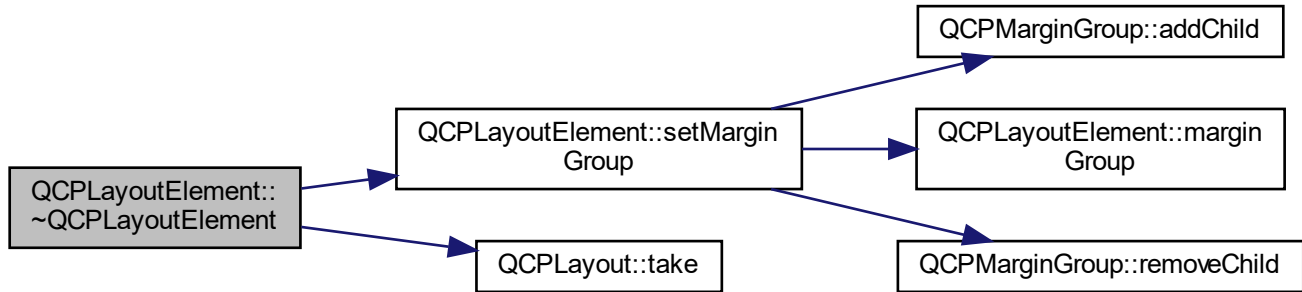 QCPLayoutElement::
~QCPLayoutElement
QCPLayoutElement::setMargin
Group
QCPLayout::take
QCPMarginGroup::addChild
QCPLayoutElement::margin
Group
QCPMarginGroup::removeChild